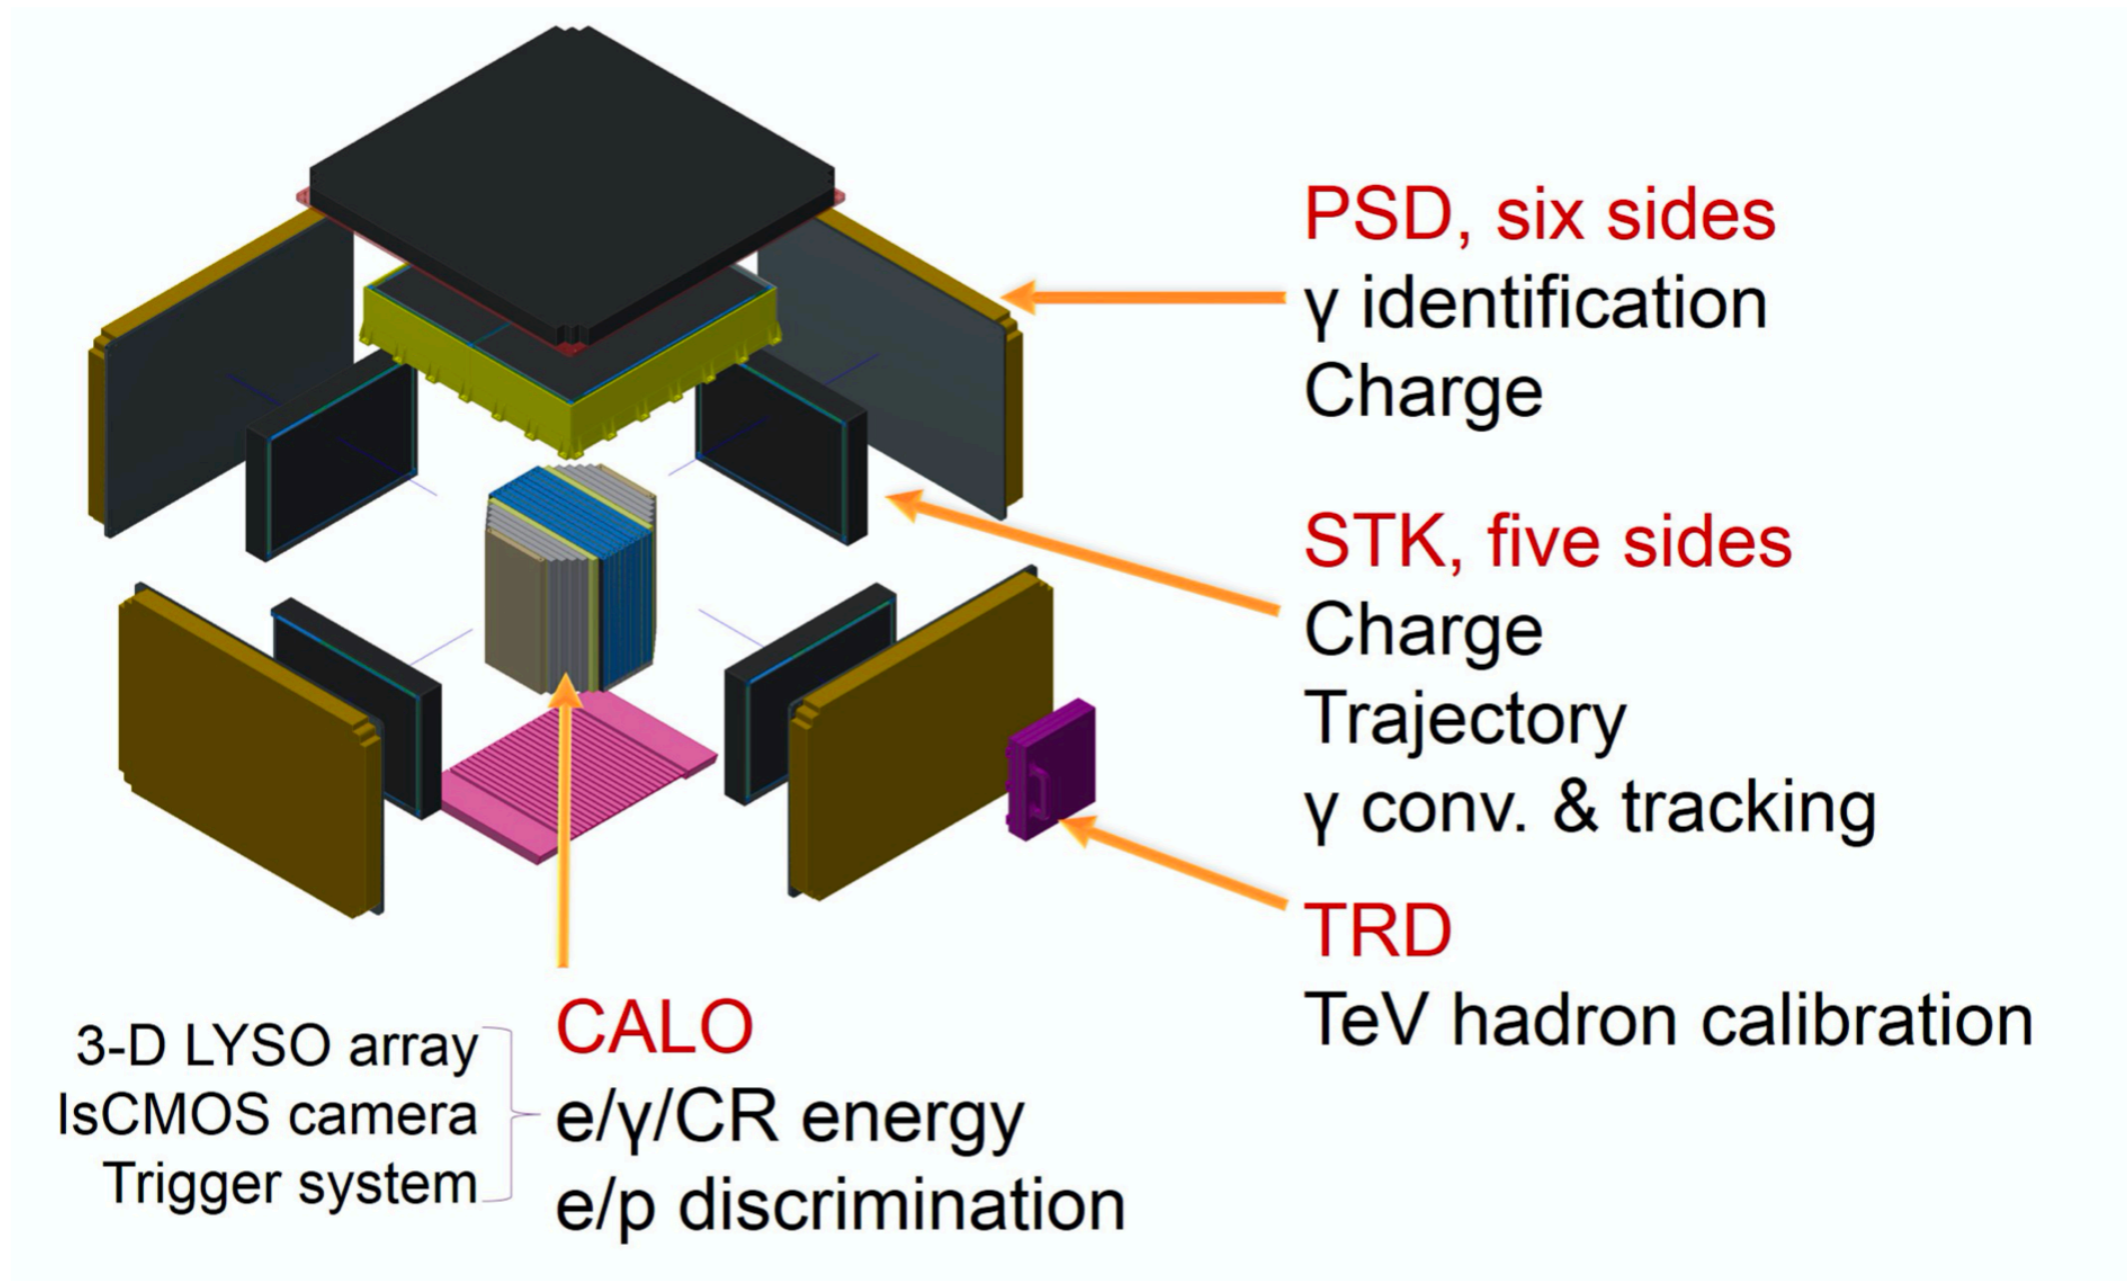 PSD, six sides
γ identification
Charge
STK, five sides
Charge
Trajectory
γ conv. & tracking
TRD
TeV hadron calibration
CALO
e/γ/CR energy
e/p discrimination
3-D LYSO array
IsCMOS camera
Trigger system